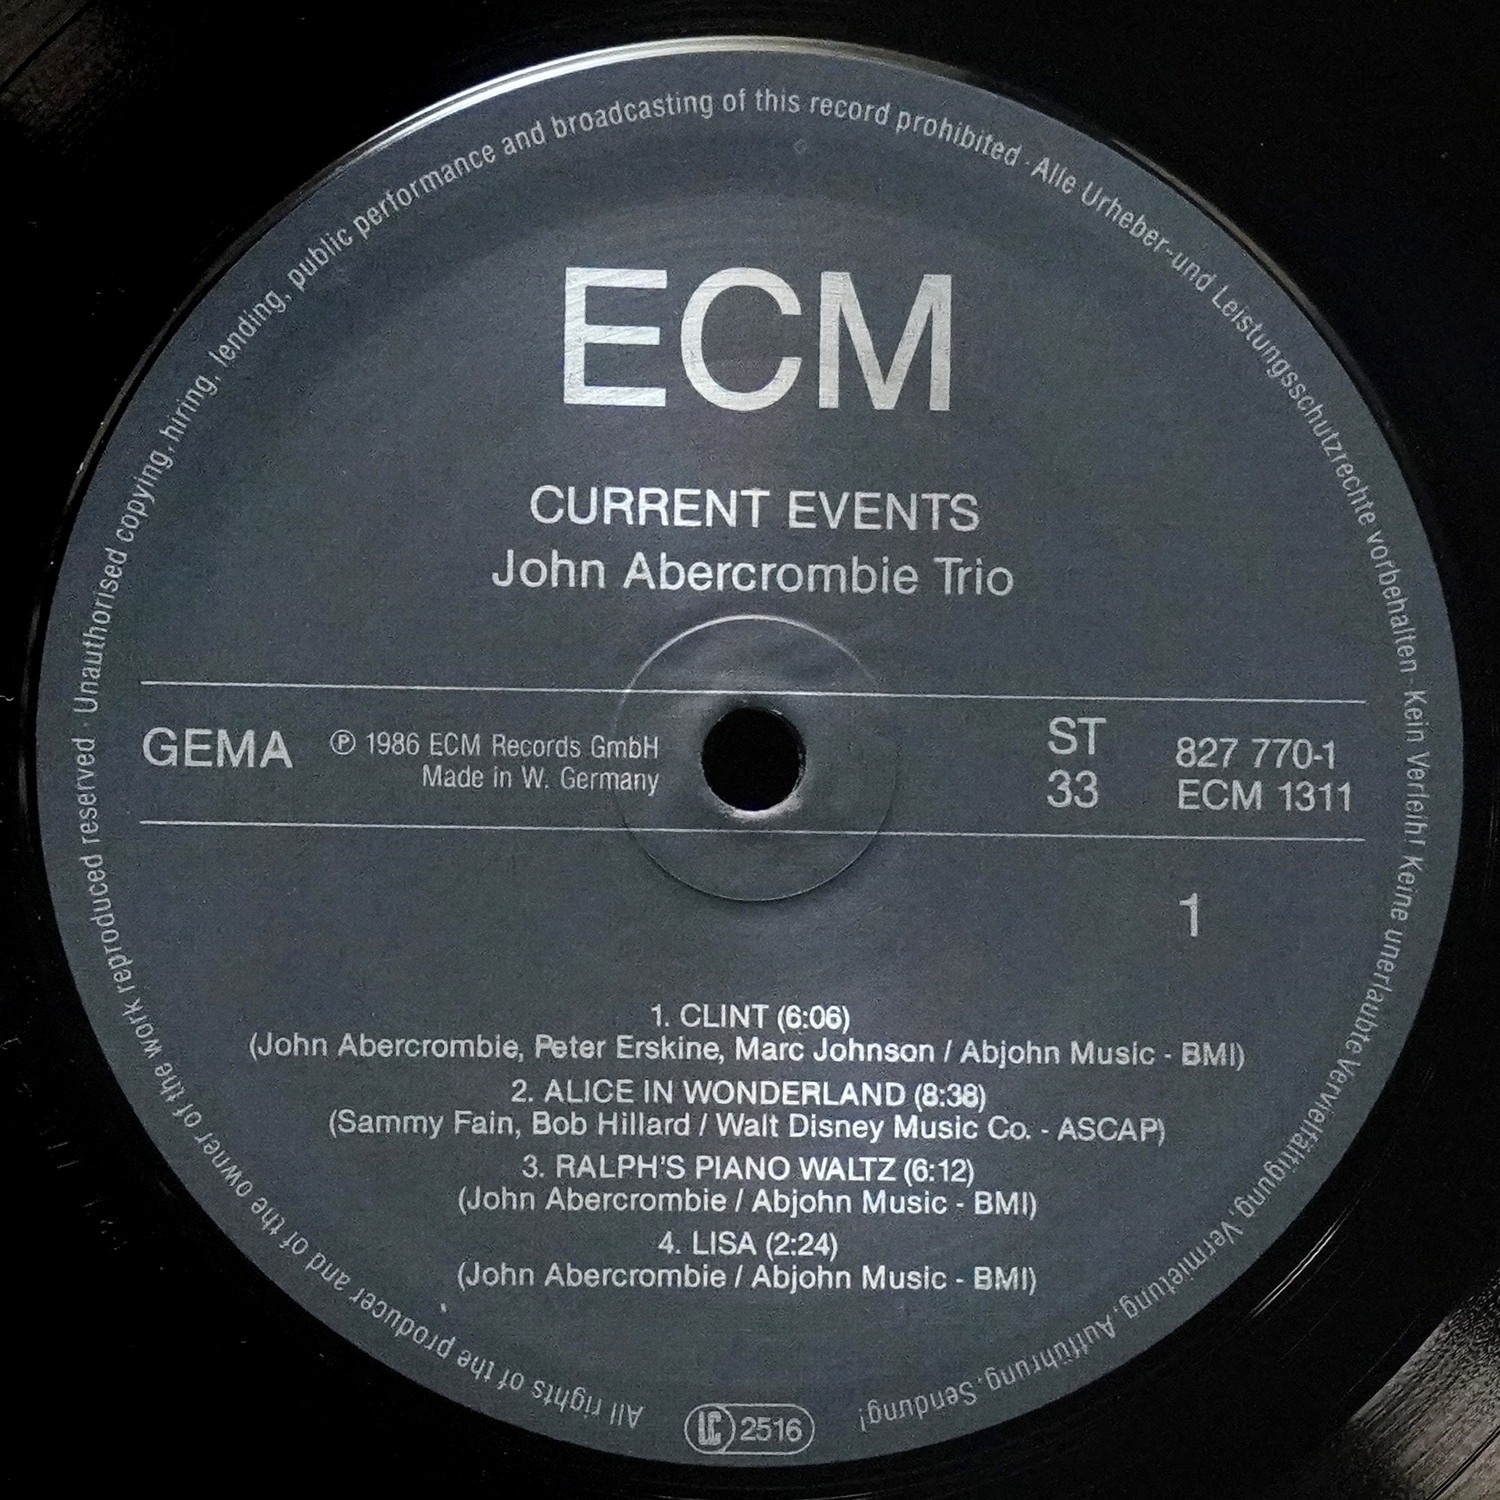 ECM
CURRENT EVENTS
John Abercrombie Trio
GEMA
℗ 1986 ECM Records GmbH
Made in W. Germany
ST
33
827 770-1
ECM 1311
1
1. CLINT (6:06)
(John Abercrombie, Peter Erskine, Marc Johnson / Abjohn Music - BMI)
2. ALICE IN WONDERLAND (8:38)
(Sammy Fain, Bob Hillard / Walt Disney Music Co. - ASCAP)
3. RALPH'S PIANO WALTZ (6:12)
(John Abercrombie / Abjohn Music - BMI)
4. LISA (2:24)
(John Abercrombie / Abjohn Music - BMI)
All rights of the producer and of the owner of the work reproduced reserved · Unauthorised copying, hiring, lending, public performance and broadcasting of this record prohibited · Alle Urheber-und Leistungsschutzrechte vorbehalten · Kein Verleih! Keine unerlaubte Vervielfältigung, Vermietung, Aufführung, Sendung!
LC 2516